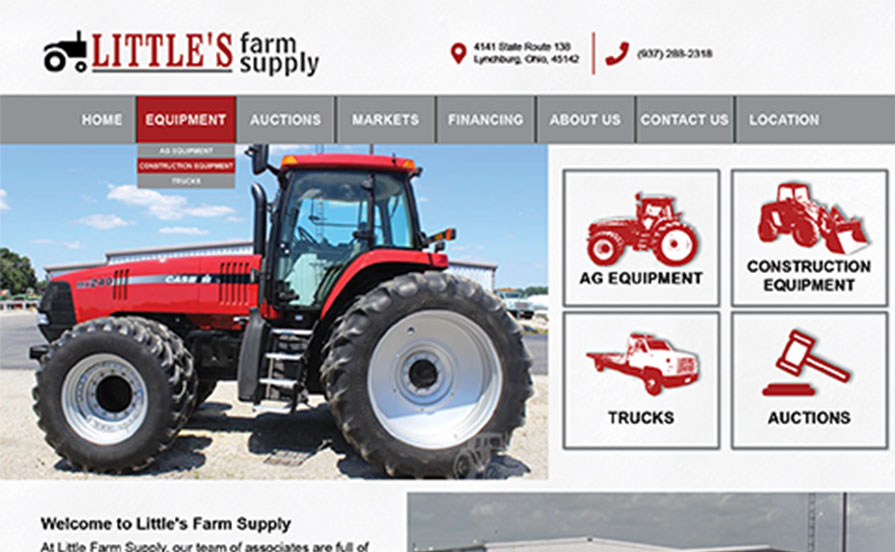 LITTLE'S farm
supply
4141 State Route 138
Lynchburg, Ohio, 45142
(937) 288-2318
HOME EQUIPMENT AUCTIONS MARKETS FINANCING ABOUT US CONTACT US LOCATION
AG EQUIPMENT
CONSTRUCTION EQUIPMENT
TRUCKS
CASE IH
AG EQUIPMENT
CONSTRUCTION
EQUIPMENT
TRUCKS
AUCTIONS
Welcome to Little's Farm Supply
At Little Farm Supply, our team of associates are full of